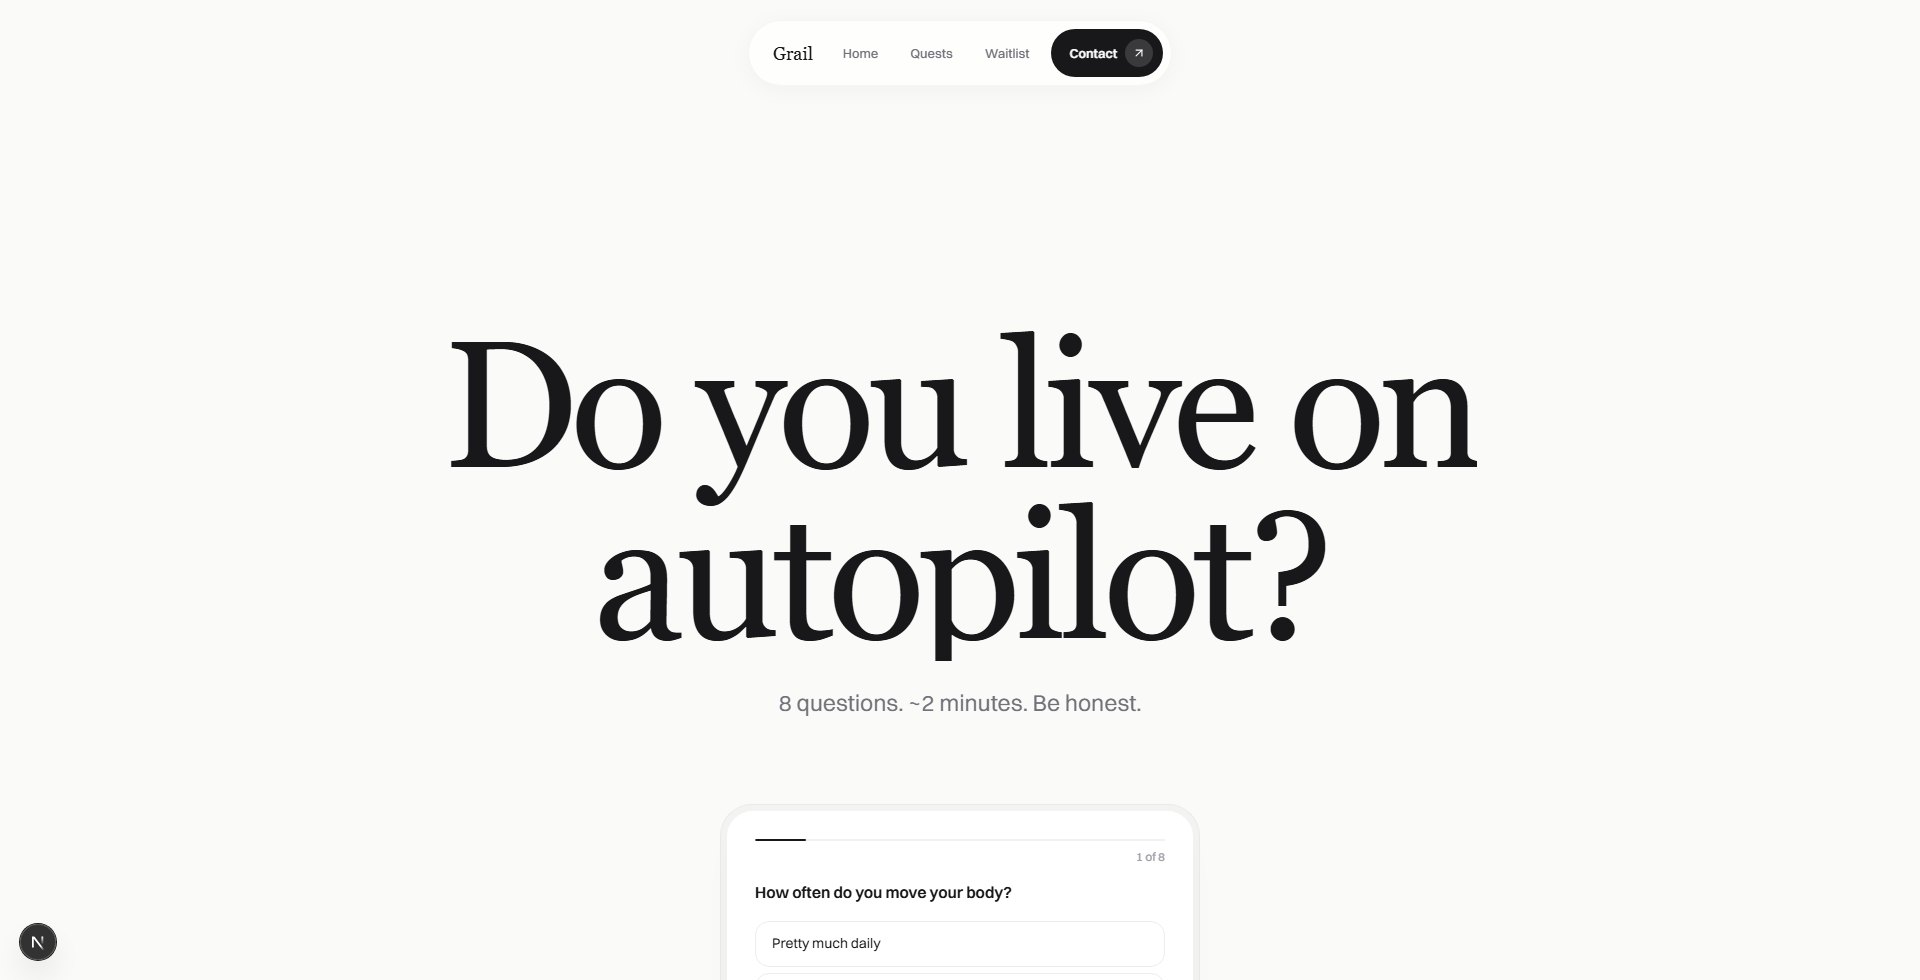 Grail
Home
Quests
Waitlist
Contact
Do you live on
autopilot?
8 questions. ~2 minutes. Be honest.
1 of 8
How often do you move your body?
Pretty much daily
N